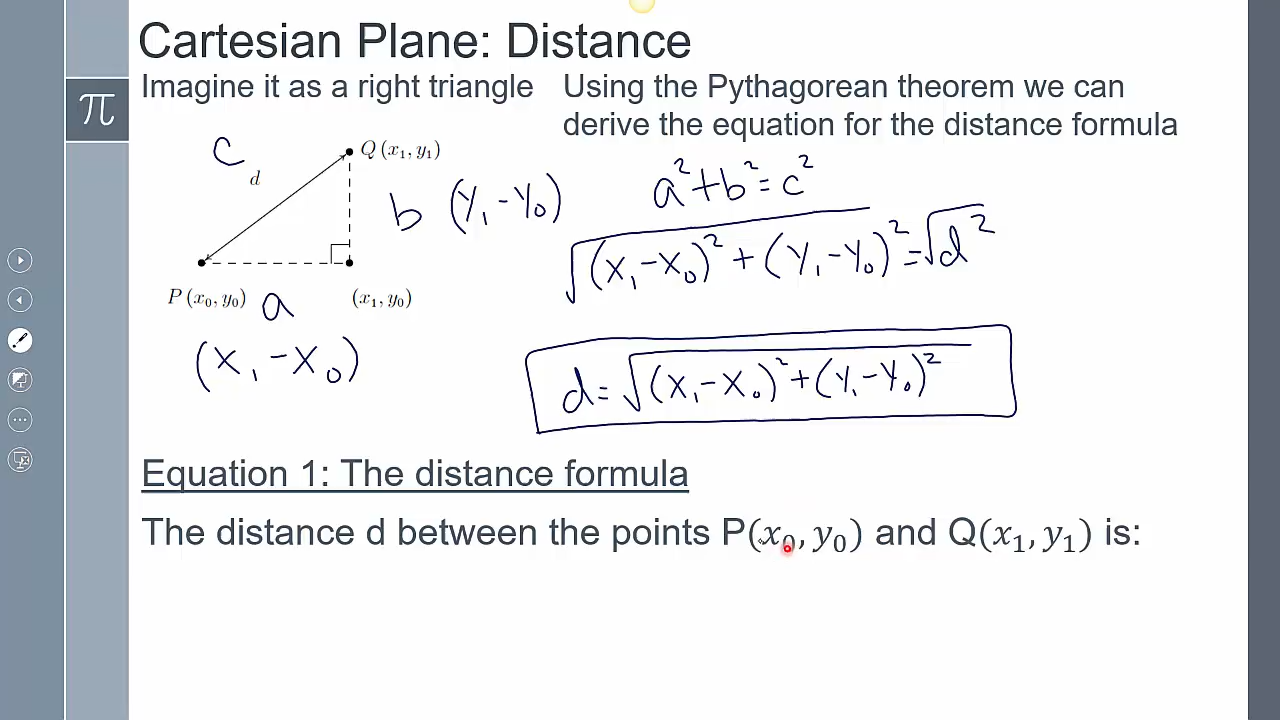 Cartesian Plane: Distance
π
Imagine it as a right triangle
Using the Pythagorean theorem we can
derive the equation for the distance formula
c
d
Q (x₁, y₁)
b (y₁-y₀)
P (x₀, y₀)
a
(x₁, y₀)
(x₁-x₀)
a²+b²=c²
√(x₁-x₀)²+(y₁-y₀)²=√d²
d=√(x₁-x₀)²+(y₁-y₀)²
Equation 1: The distance formula
The distance d between the points P(x₀, y₀) and Q(x₁, y₁) is: